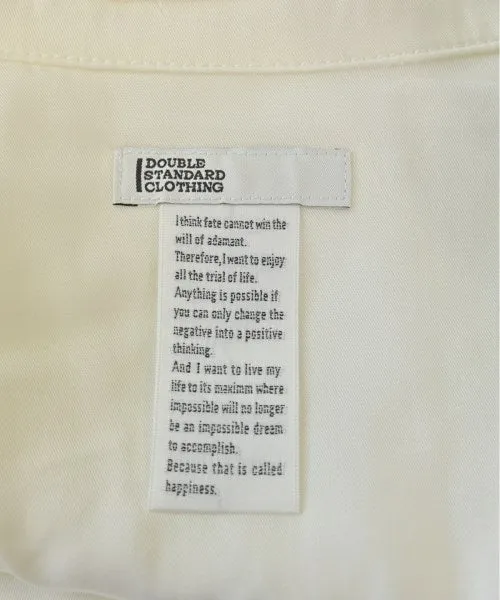 DOUBLE
STANDARD
CLOTHING
I think fate cannot win the
will of adamant.
Therefore, I want to enjoy
all the trial of life.
Anything is possible if
you can only change the
negative into a positive
thinking.
And I want to live my
life to its maximm where
impossible will no longer
be an impossible dream
to accomplish.
Because that is called
happiness.